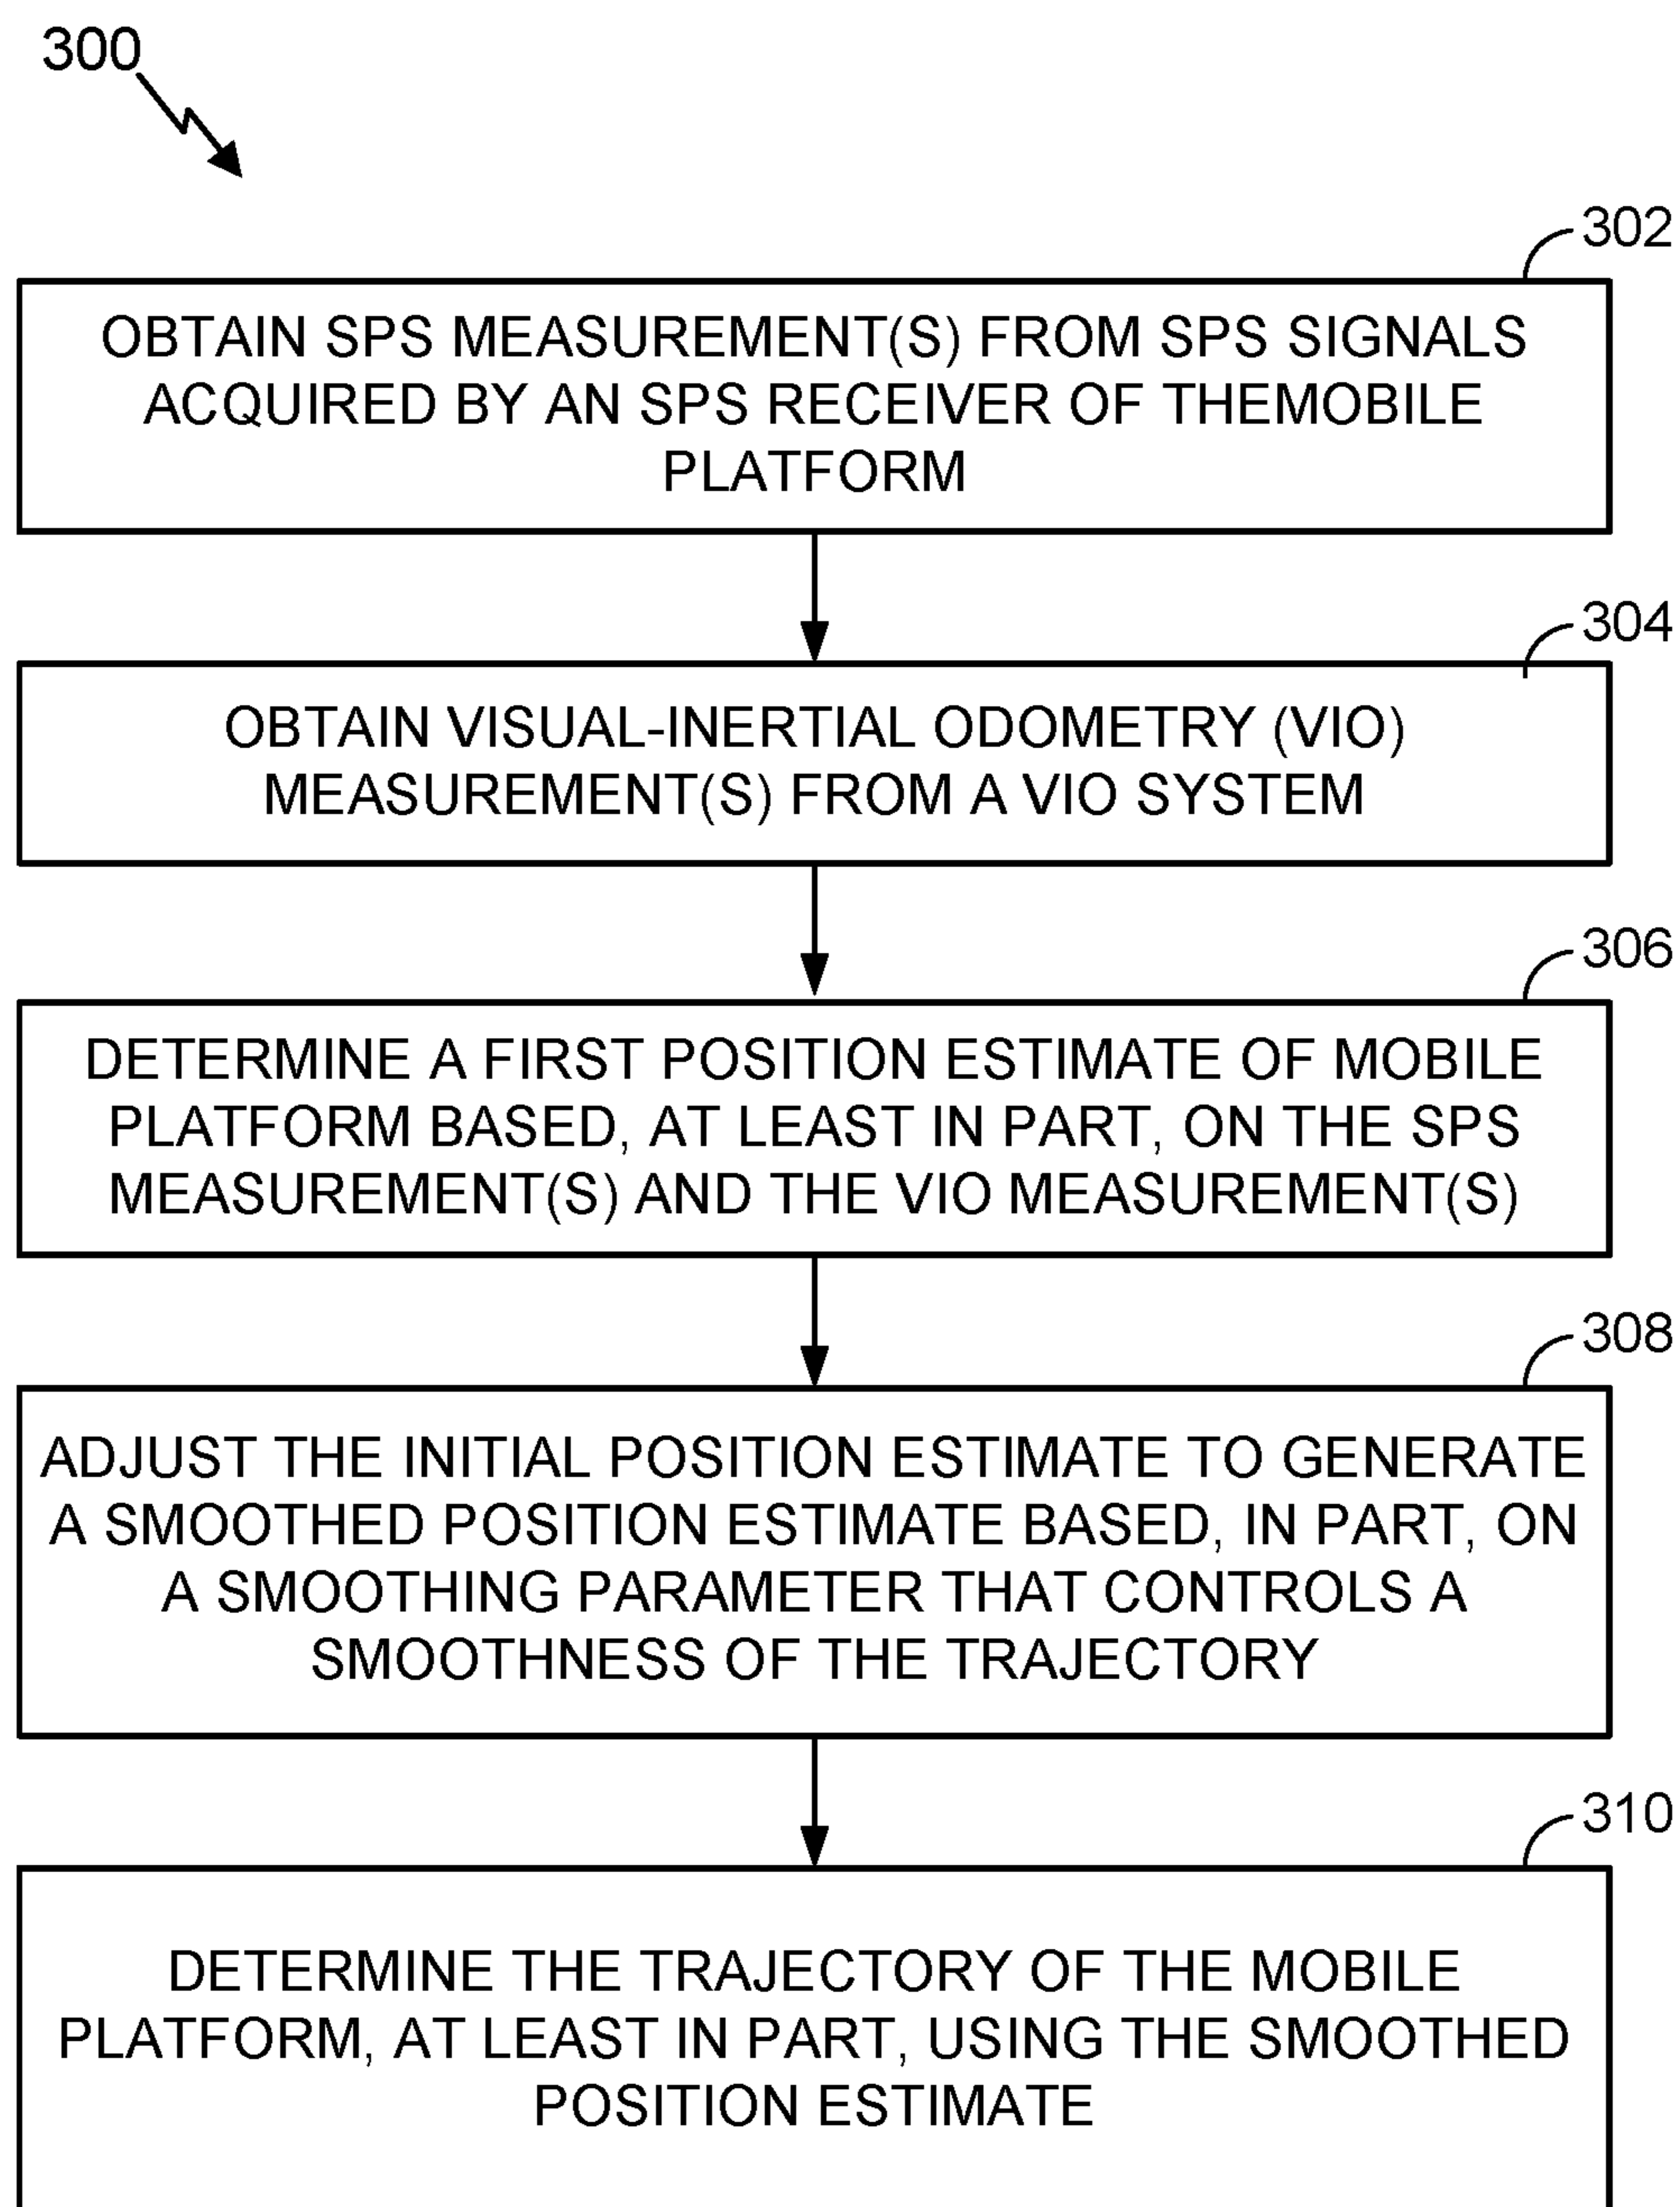 300
302
OBTAIN SPS MEASUREMENT(S) FROM SPS SIGNALS
ACQUIRED BY AN SPS RECEIVER OF THEMOBILE
PLATFORM
304
OBTAIN VISUAL-INERTIAL ODOMETRY (VIO)
MEASUREMENT(S) FROM A VIO SYSTEM
306
DETERMINE A FIRST POSITION ESTIMATE OF MOBILE
PLATFORM BASED, AT LEAST IN PART, ON THE SPS
MEASUREMENT(S) AND THE VIO MEASUREMENT(S)
308
ADJUST THE INITIAL POSITION ESTIMATE TO GENERATE
A SMOOTHED POSITION ESTIMATE BASED, IN PART, ON
A SMOOTHING PARAMETER THAT CONTROLS A
SMOOTHNESS OF THE TRAJECTORY
310
DETERMINE THE TRAJECTORY OF THE MOBILE
PLATFORM, AT LEAST IN PART, USING THE SMOOTHED
POSITION ESTIMATE